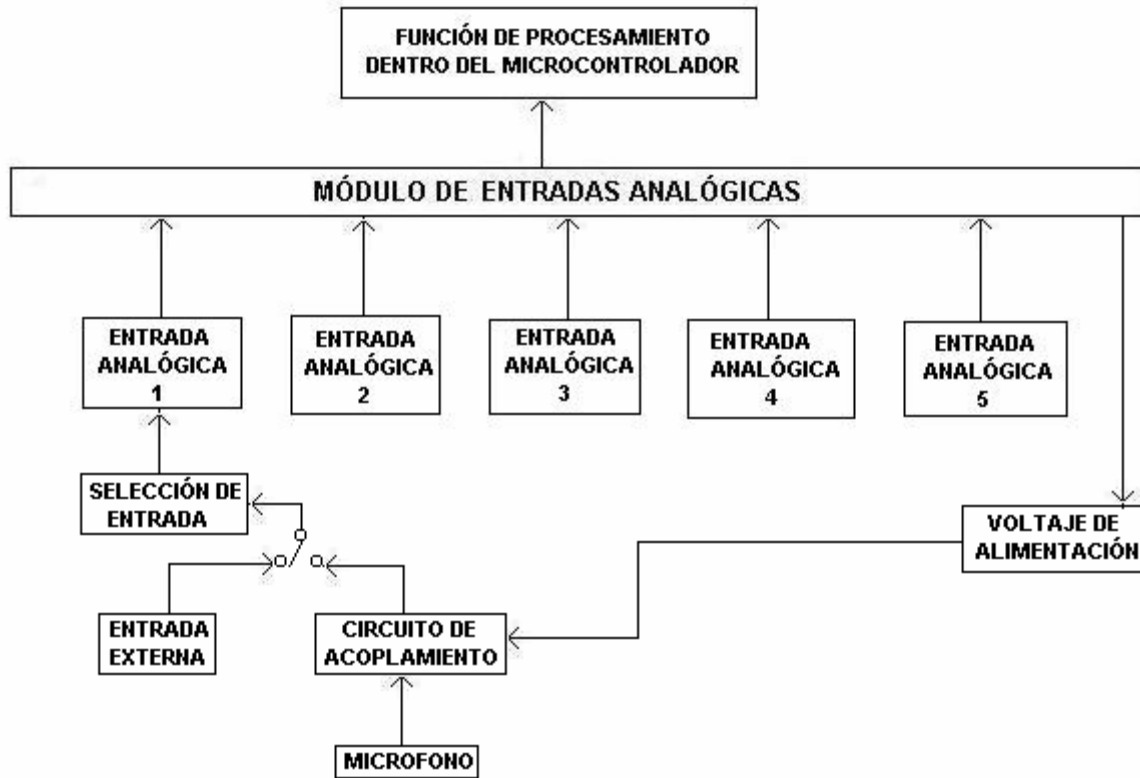 FUNCIÓN DE PROCESAMIENTO
DENTRO DEL MICROCONTROLADOR
MÓDULO DE ENTRADAS ANALÓGICAS
ENTRADA
ANALÓGICA
1
ENTRADA
ANALÓGICA
2
ENTRADA
ANALÓGICA
3
ENTRADA
ANALÓGICA
4
ENTRADA
ANALÓGICA
5
SELECCIÓN DE
ENTRADA
VOLTAJE DE
ALIMENTACIÓN
ENTRADA
EXTERNA
CIRCUITO DE
ACOPLAMIENTO
MICROFONO